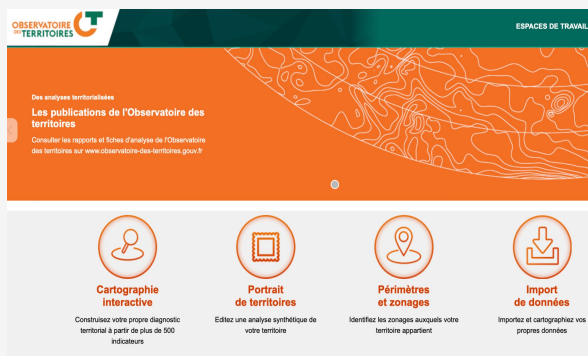 OBSERVATOIRE
DES TERRITOIRES
ESPACES DE TRAVAIL
Des analyses territorialisées
Les publications de l'Observatoire des
territoires
Consulter les rapports et fiches d'analyse de l'Observatoire
des territoires sur www.observatoire-des-territoires.gouv.fr
Cartographie
interactive
Construisez votre propre diagnostic
territorial à partir de plus de 500
indicateurs
Portrait
de territoires
Editez une analyse synthétique de
votre territoire
Périmètres
et zonages
Identifiez les zonages auxquels votre
territoire appartient
Import
de données
Importez et cartographiez vos
propres données